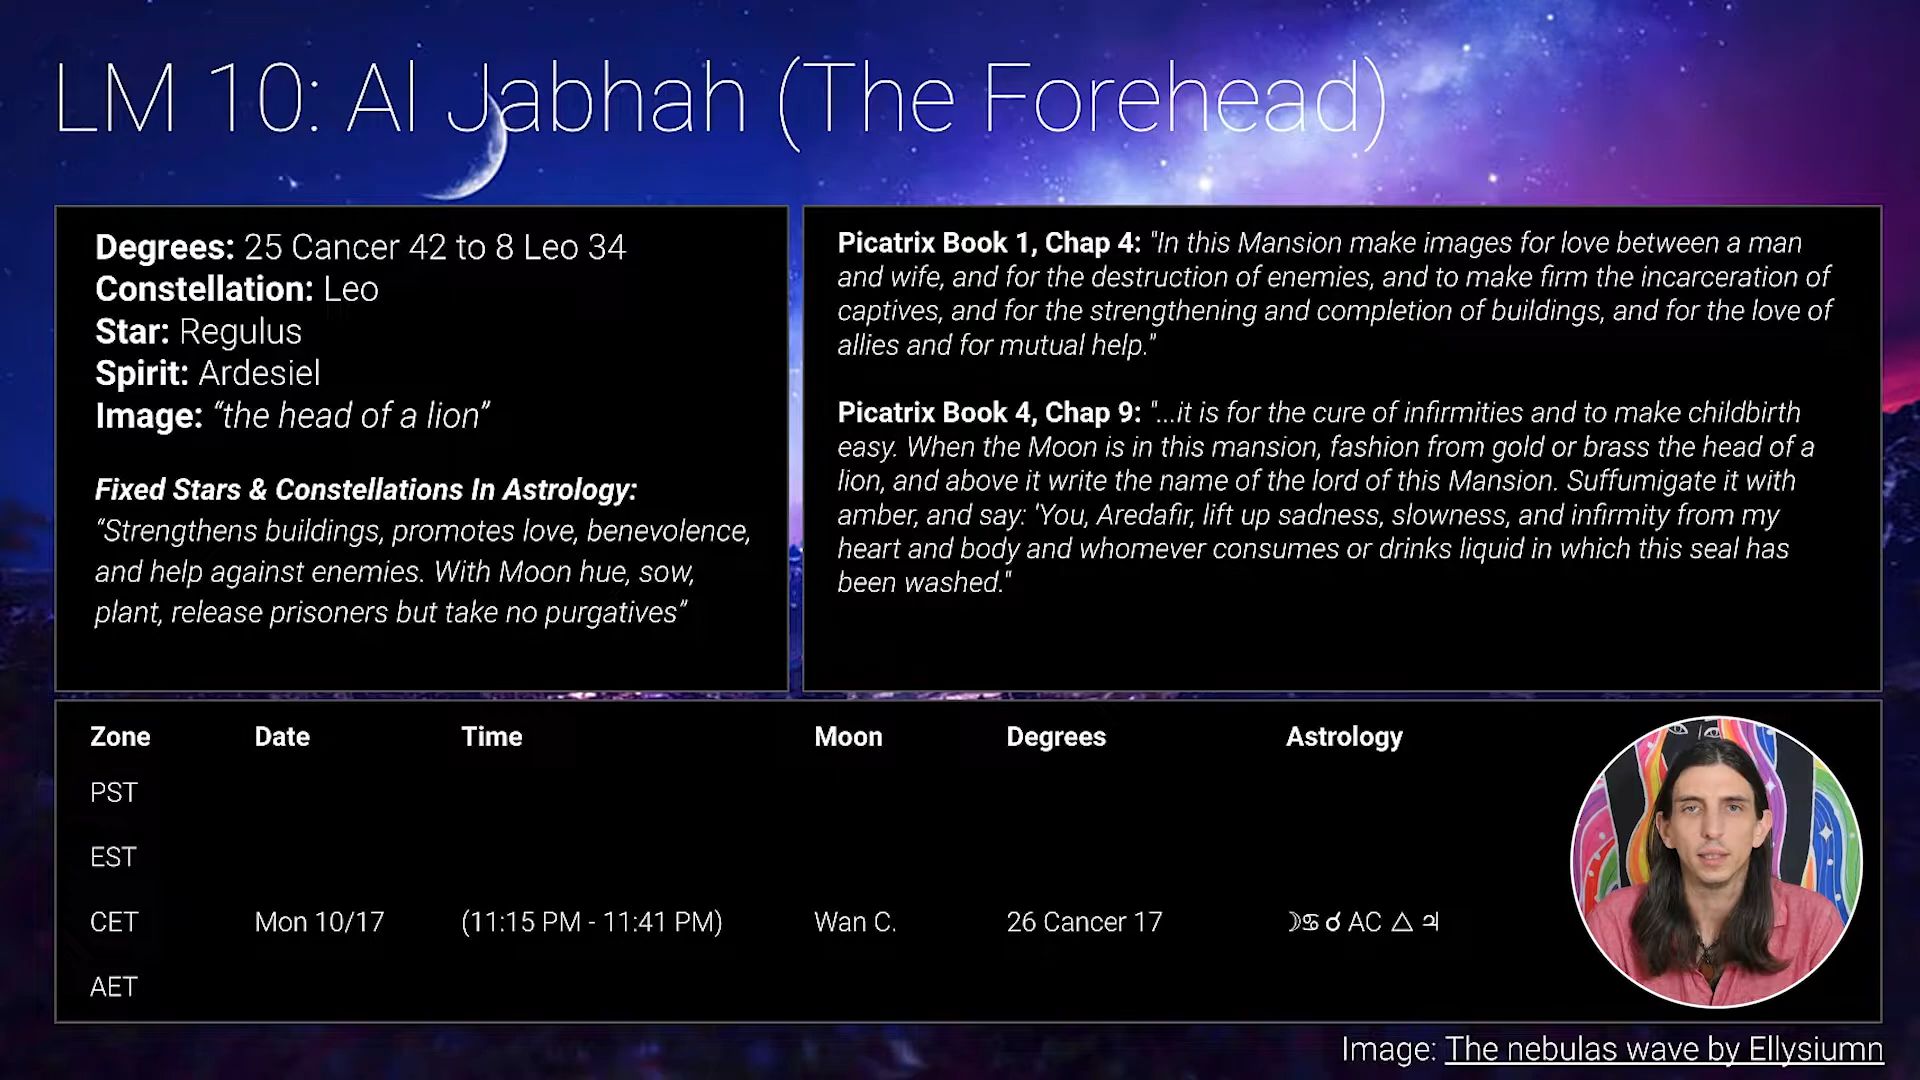 LM 10: Al Jabhah (The Forehead)
Degrees: 25 Cancer 42 to 8 Leo 34
Constellation: Leo
Star: Regulus
Spirit: Ardesiel
Image: “the head of a lion”
Fixed Stars & Constellations In Astrology:
“Strengthens buildings, promotes love, benevolence,
and help against enemies. With Moon hue, sow,
plant, release prisoners but take no purgatives”
Picatrix Book 1, Chap 4: "In this Mansion make images for love between a man
and wife, and for the destruction of enemies, and to make firm the incarceration of
captives, and for the strengthening and completion of buildings, and for the love of
allies and for mutual help."
Picatrix Book 4, Chap 9: "...it is for the cure of infirmities and to make childbirth
easy. When the Moon is in this mansion, fashion from gold or brass the head of a
lion, and above it write the name of the lord of this Mansion. Suffumigate it with
amber, and say: 'You, Aredafir, lift up sadness, slowness, and infirmity from my
heart and body and whomever consumes or drinks liquid in which this seal has
been washed."
Zone Date Time Moon Degrees Astrology
PST
EST
CET Mon 10/17 (11:15 PM - 11:41 PM) Wan C. 26 Cancer 17 ☽♋ ☌ AC △ ♃
AET
Image: The nebulas wave by Ellysiumn